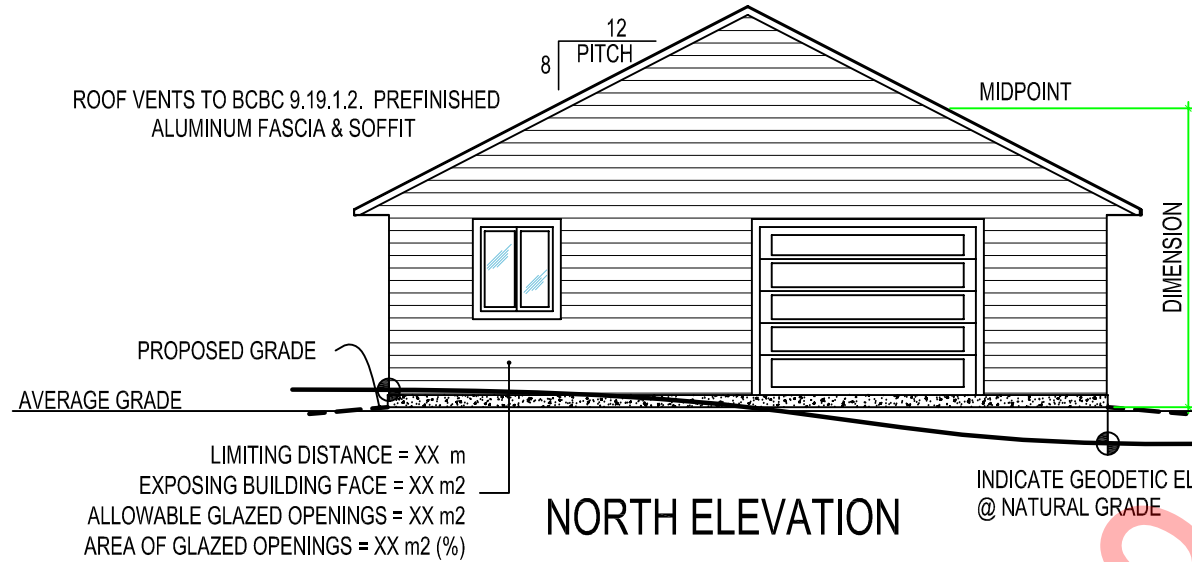 12
PITCH
8
ROOF VENTS TO BCBC 9.19.1.2. PREFINISHED
ALUMINUM FASCIA & SOFFIT
MIDPOINT
DIMENSION
PROPOSED GRADE
AVERAGE GRADE
LIMITING DISTANCE = XX m
EXPOSING BUILDING FACE = XX m2
ALLOWABLE GLAZED OPENINGS = XX m2
AREA OF GLAZED OPENINGS = XX m2 (%)
NORTH ELEVATION
INDICATE GEODETIC EL
@ NATURAL GRADE